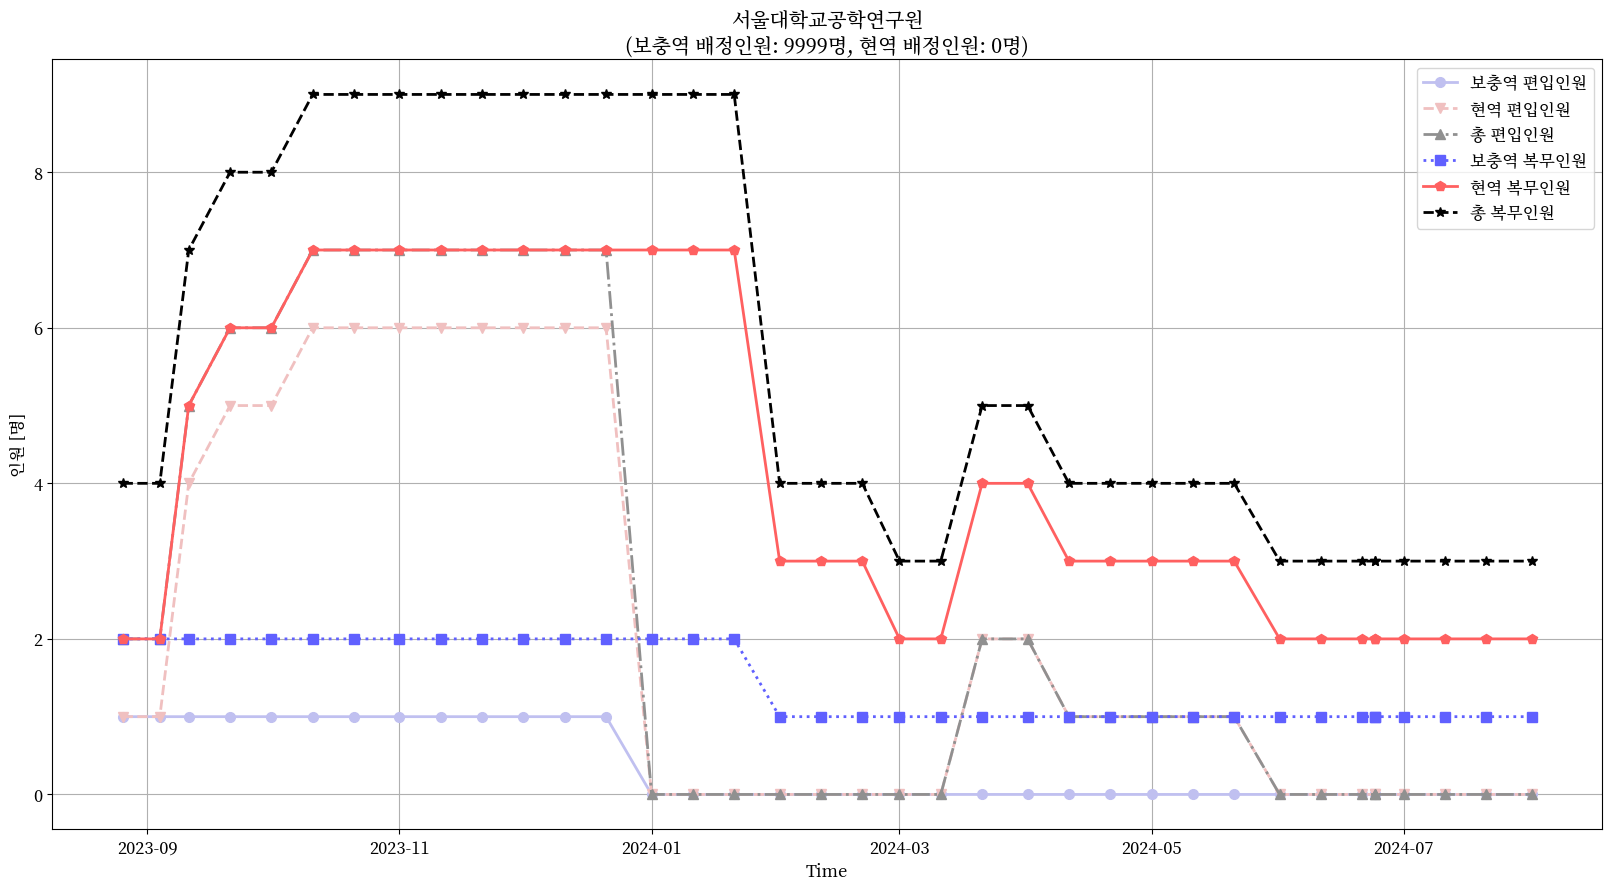 서울대학교공학연구원
(보충역 배정인원: 9999명, 현역 배정인원: 0명)
보충역 편입인원
현역 편입인원
총 편입인원
보충역 복무인원
현역 복무인원
총 복무인원
인원 [명]
8
6
4
2
0
2023-09
2023-11
2024-01
2024-03
2024-05
2024-07
Time